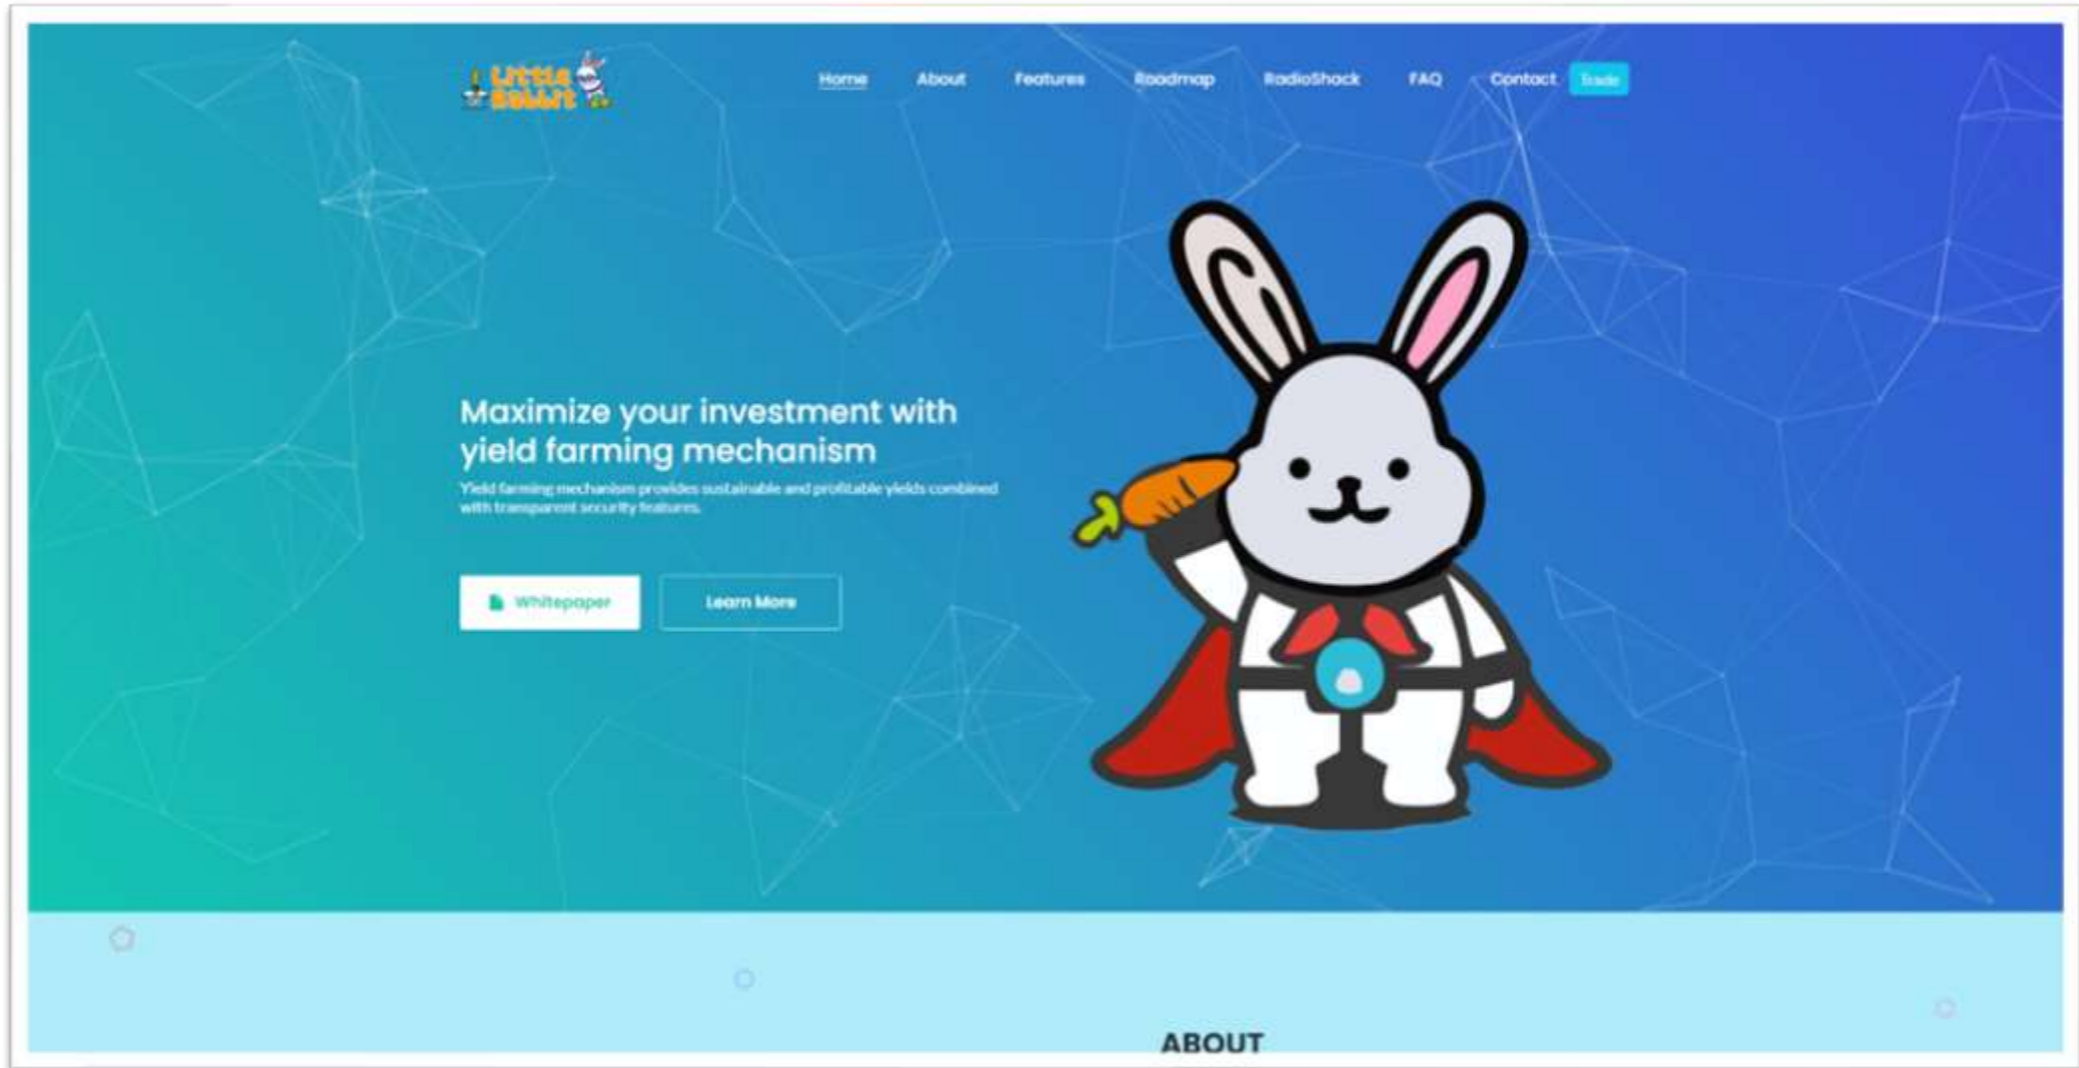 Little
Rabbit
Home About Features Roadmap RadioShack FAQ Contact Trade
Maximize your investment with
yield farming mechanism
Yield farming mechanism provides sustainable and profitable yields combined
with transparent security features.
Whitepaper Learn More
ABOUT